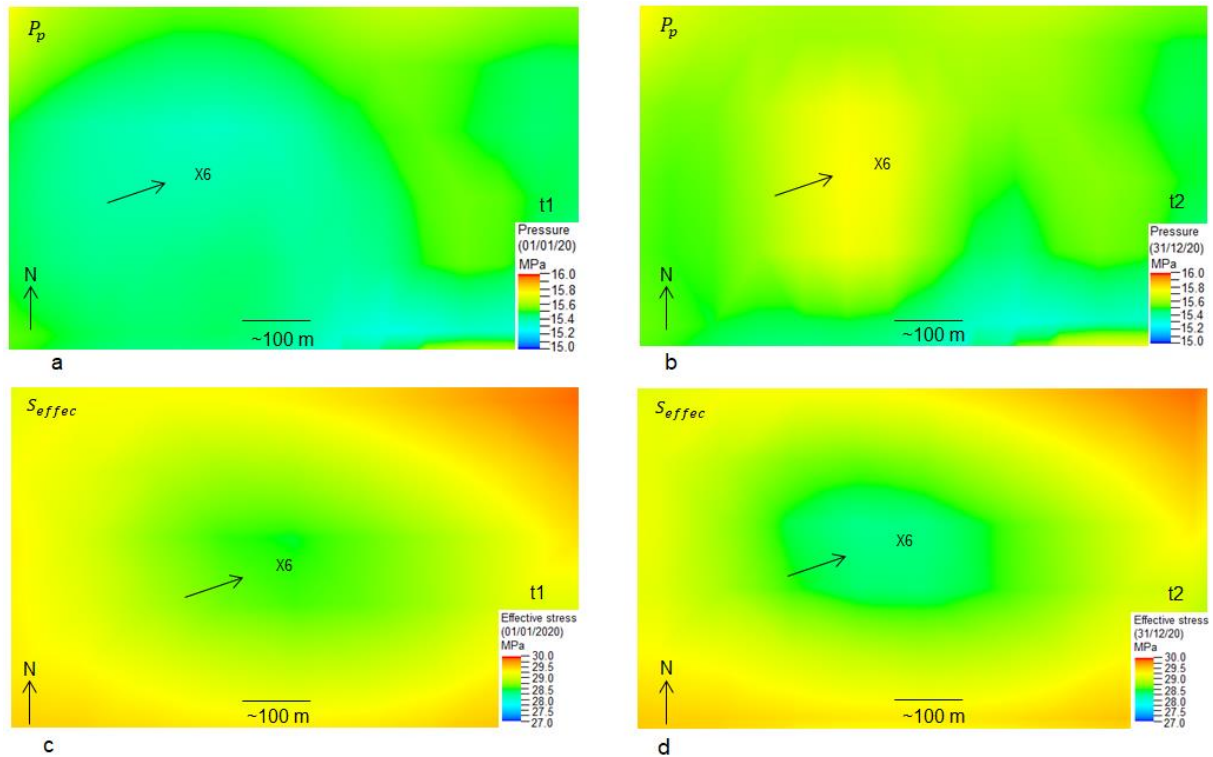 P_p
X6
t1
Pressure
(01/01/20)
MPa
16.0
15.8
15.6
15.4
15.2
15.0
N
~100 m
a
P_p
X6
t2
Pressure
(31/12/20)
MPa
16.0
15.8
15.6
15.4
15.2
15.0
N
~100 m
b
S_effec
X6
t1
Effective stress
(01/01/2020)
MPa
30.0
29.5
29.0
28.5
28.0
27.5
27.0
N
~100 m
c
S_effec
X6
t2
Effective stress
(31/12/20)
MPa
30.0
29.5
29.0
28.5
28.0
27.5
27.0
N
~100 m
d